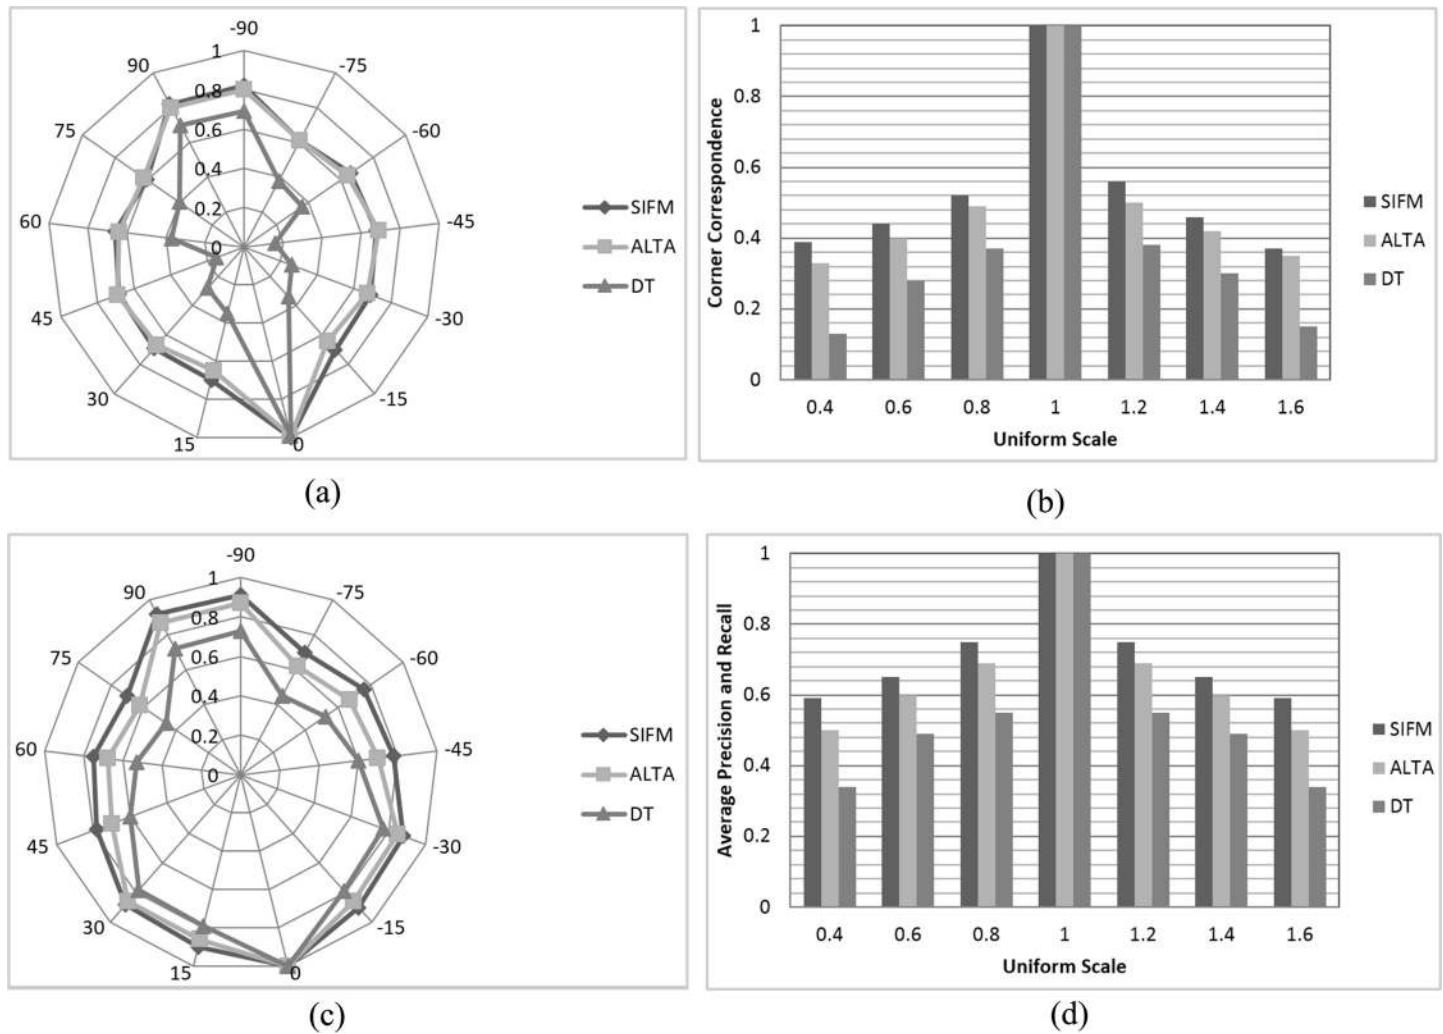 -90
-75
-60
-45
-30
-15
0
15
30
45
60
75
90
1
0.8
0.6
0.4
0.2
0
SIFM
ALTA
DT
(a)
Corner Correspondence
1
0.8
0.6
0.4
0.2
0
0.4 0.6 0.8 1 1.2 1.4 1.6
Uniform Scale
SIFM
ALTA
DT
(b)
-90
-75
-60
-45
-30
-15
0
15
30
45
60
75
90
1
0.8
0.6
0.4
0.2
0
SIFM
ALTA
DT
(c)
Average Precision and Recall
1
0.8
0.6
0.4
0.2
0
0.4 0.6 0.8 1 1.2 1.4 1.6
Uniform Scale
SIFM
ALTA
DT
(d)